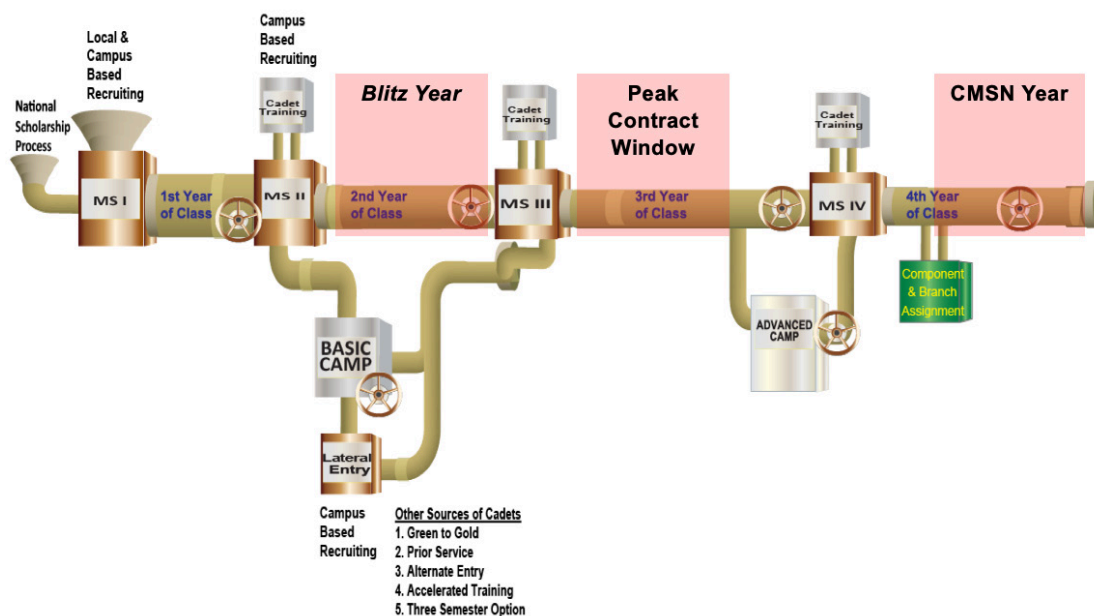 National
Scholarship
Process
Local &
Campus
Based
Recruiting
MS I
1st Year
of Class
Campus
Based
Recruiting
Cadet
Training
MS II
Blitz Year
2nd Year
of Class
Cadet
Training
MS III
Peak
Contract
Window
3rd Year
of Class
Cadet
Training
MS IV
CMSN Year
4th Year
of Class
Component
& Branch
Assignment
ADVANCED
CAMP
BASIC
CAMP
Lateral
Entry
Campus
Based
Recruiting
Other Sources of Cadets
1. Green to Gold
2. Prior Service
3. Alternate Entry
4. Accelerated Training
5. Three Semester Option